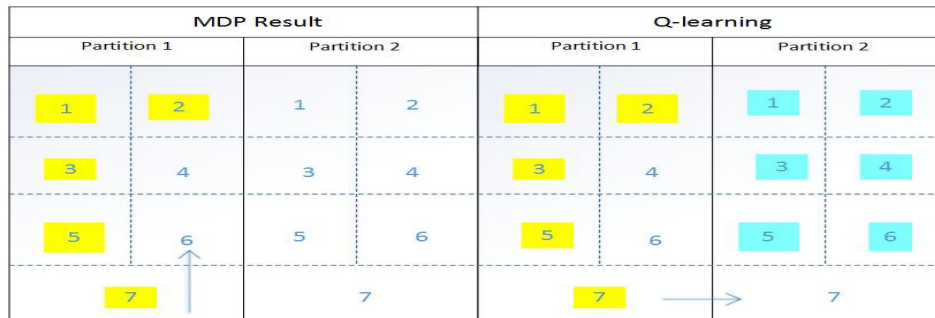 MDP Result Q-learning
Partition 1 Partition 2 Partition 1 Partition 2
1 2 1 2 1 2 1 2
3 4 3 4 3 4 3 4
5 6 5 6 5 6 5 6
7 7 7 7